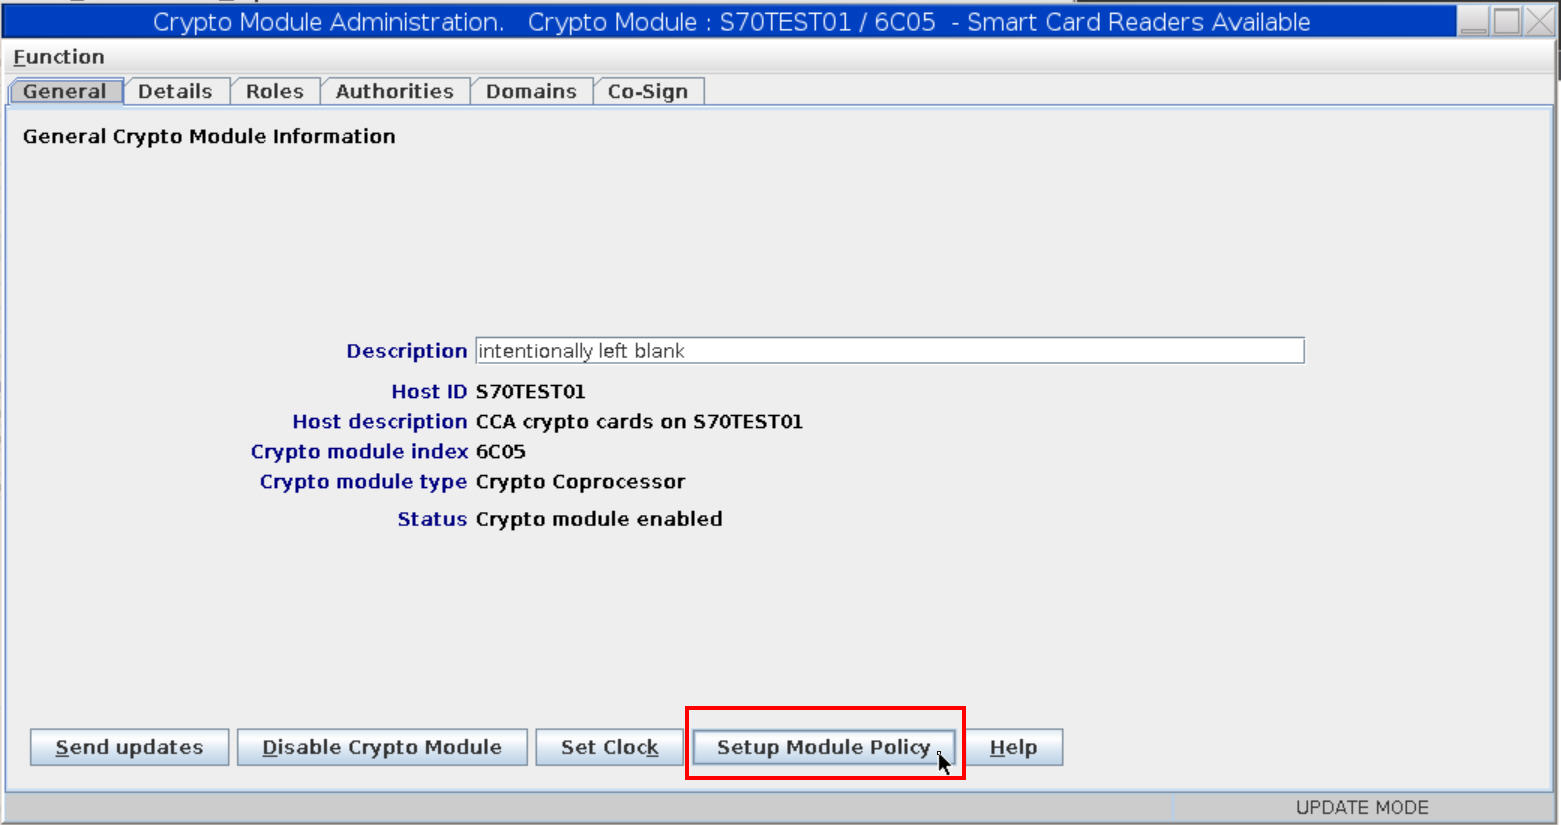 Crypto Module Administration.   Crypto Module : S70TEST01 / 6C05  - Smart Card Readers Available
Function
General Details Roles Authorities Domains Co-Sign
General Crypto Module Information
Description intentionally left blank
Host ID S70TEST01
Host description CCA crypto cards on S70TEST01
Crypto module index 6C05
Crypto module type Crypto Coprocessor
Status Crypto module enabled
Send updates Disable Crypto Module Set Clock Setup Module Policy Help
UPDATE MODE